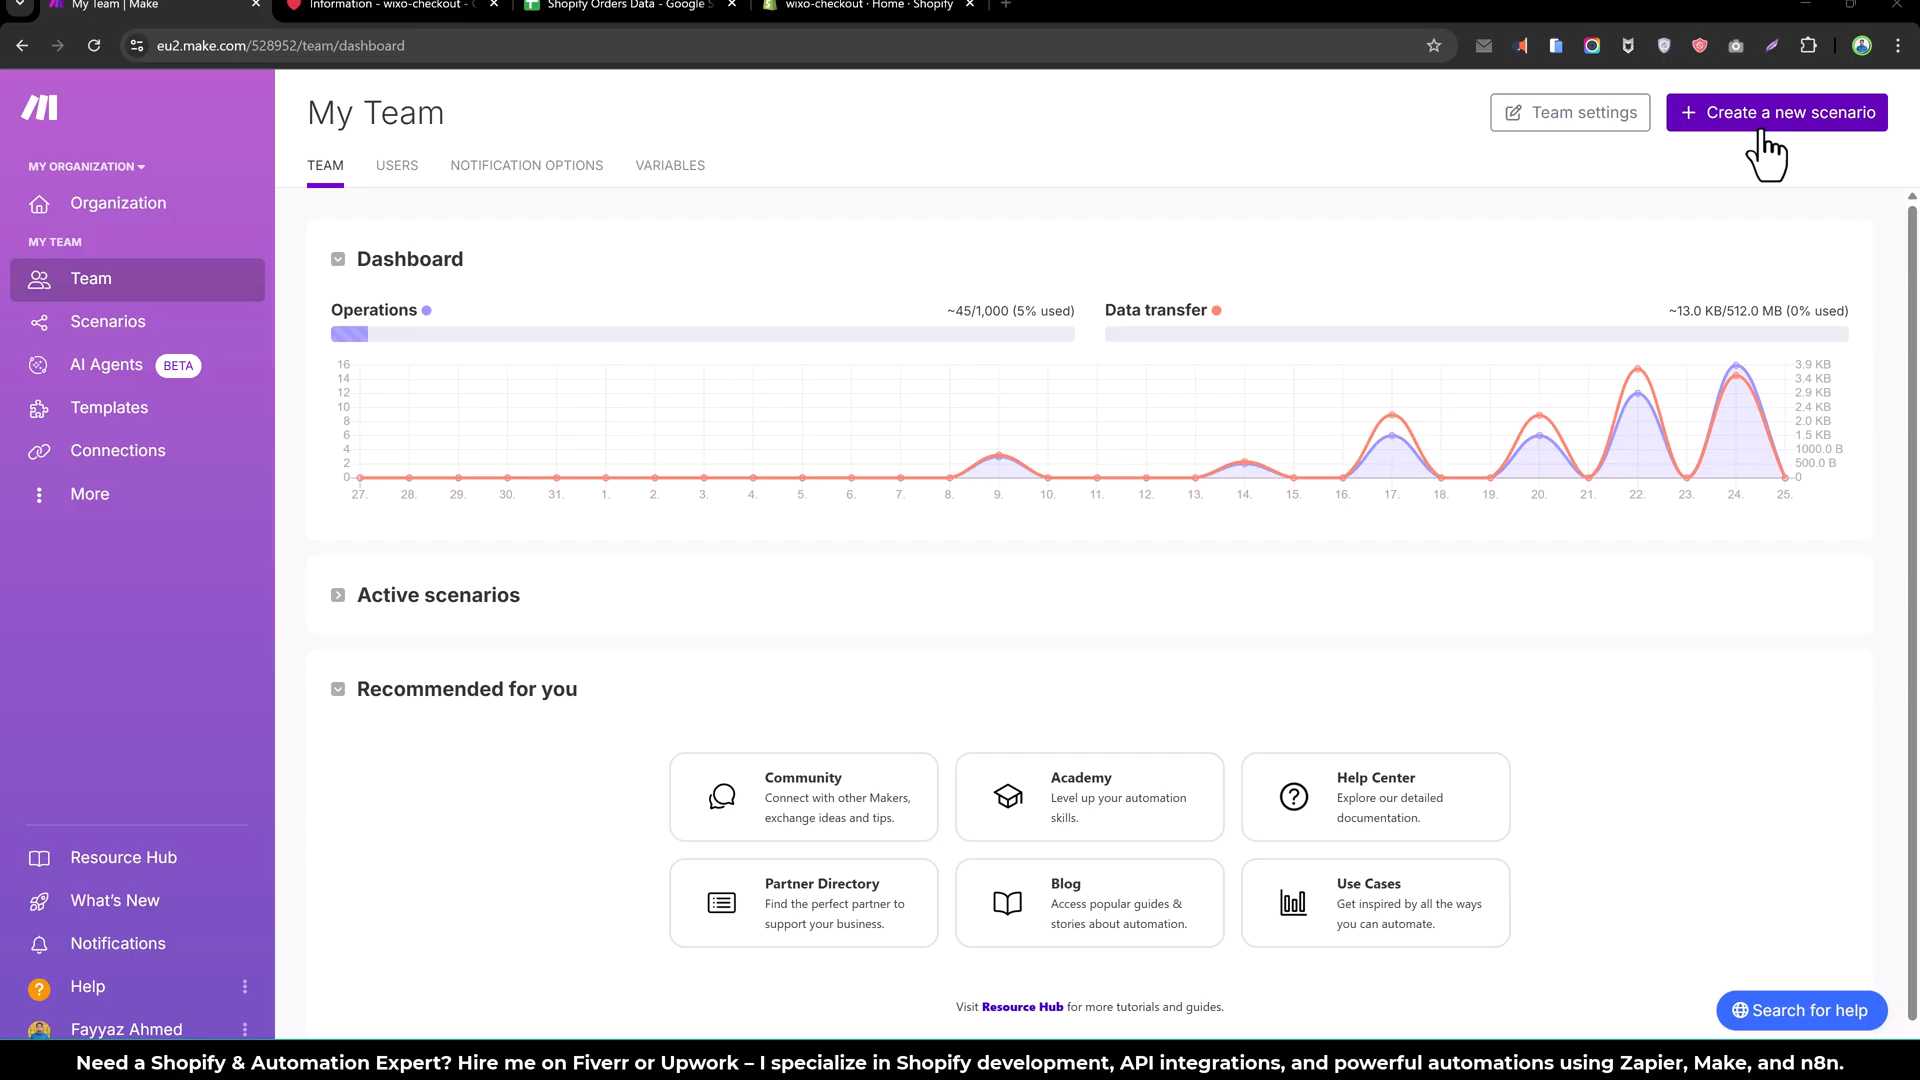 My Team | Make
Information - wixo-checkout -
Shopify Orders Data - Google S
wixo-checkout · Home · Shopify
eu2.make.com/528952/team/dashboard
MY ORGANIZATION
Organization
MY TEAM
Team
Scenarios
AI Agents BETA
Templates
Connections
More
Resource Hub
What's New
Notifications
Help
Fayyaz Ahmed
My Team
Team settings
+ Create a new scenario
TEAM USERS NOTIFICATION OPTIONS VARIABLES
Dashboard
Operations ~45/1,000 (5% used)
Data transfer ~13.0 KB/512.0 MB (0% used)
16
14
12
10
8
6
4
2
0
3.9 KB
3.4 KB
2.9 KB
2.4 KB
2.0 KB
1.5 KB
1000.0 B
500.0 B
0
27. 28. 29. 30. 31. 1. 2. 3. 4. 5. 6. 7. 8. 9. 10. 11. 12. 13. 14. 15. 16. 17. 18. 19. 20. 21. 22. 23. 24. 25.
Active scenarios
Recommended for you
Community
Connect with other Makers,
exchange ideas and tips.
Academy
Level up your automation
skills.
Help Center
Explore our detailed
documentation.
Partner Directory
Find the perfect partner to
support your business.
Blog
Access popular guides &
stories about automation.
Use Cases
Get inspired by all the ways
you can automate.
Visit Resource Hub for more tutorials and guides.
Search for help
Need a Shopify & Automation Expert? Hire me on Fiverr or Upwork – I specialize in Shopify development, API integrations, and powerful automations using Zapier, Make, and n8n.